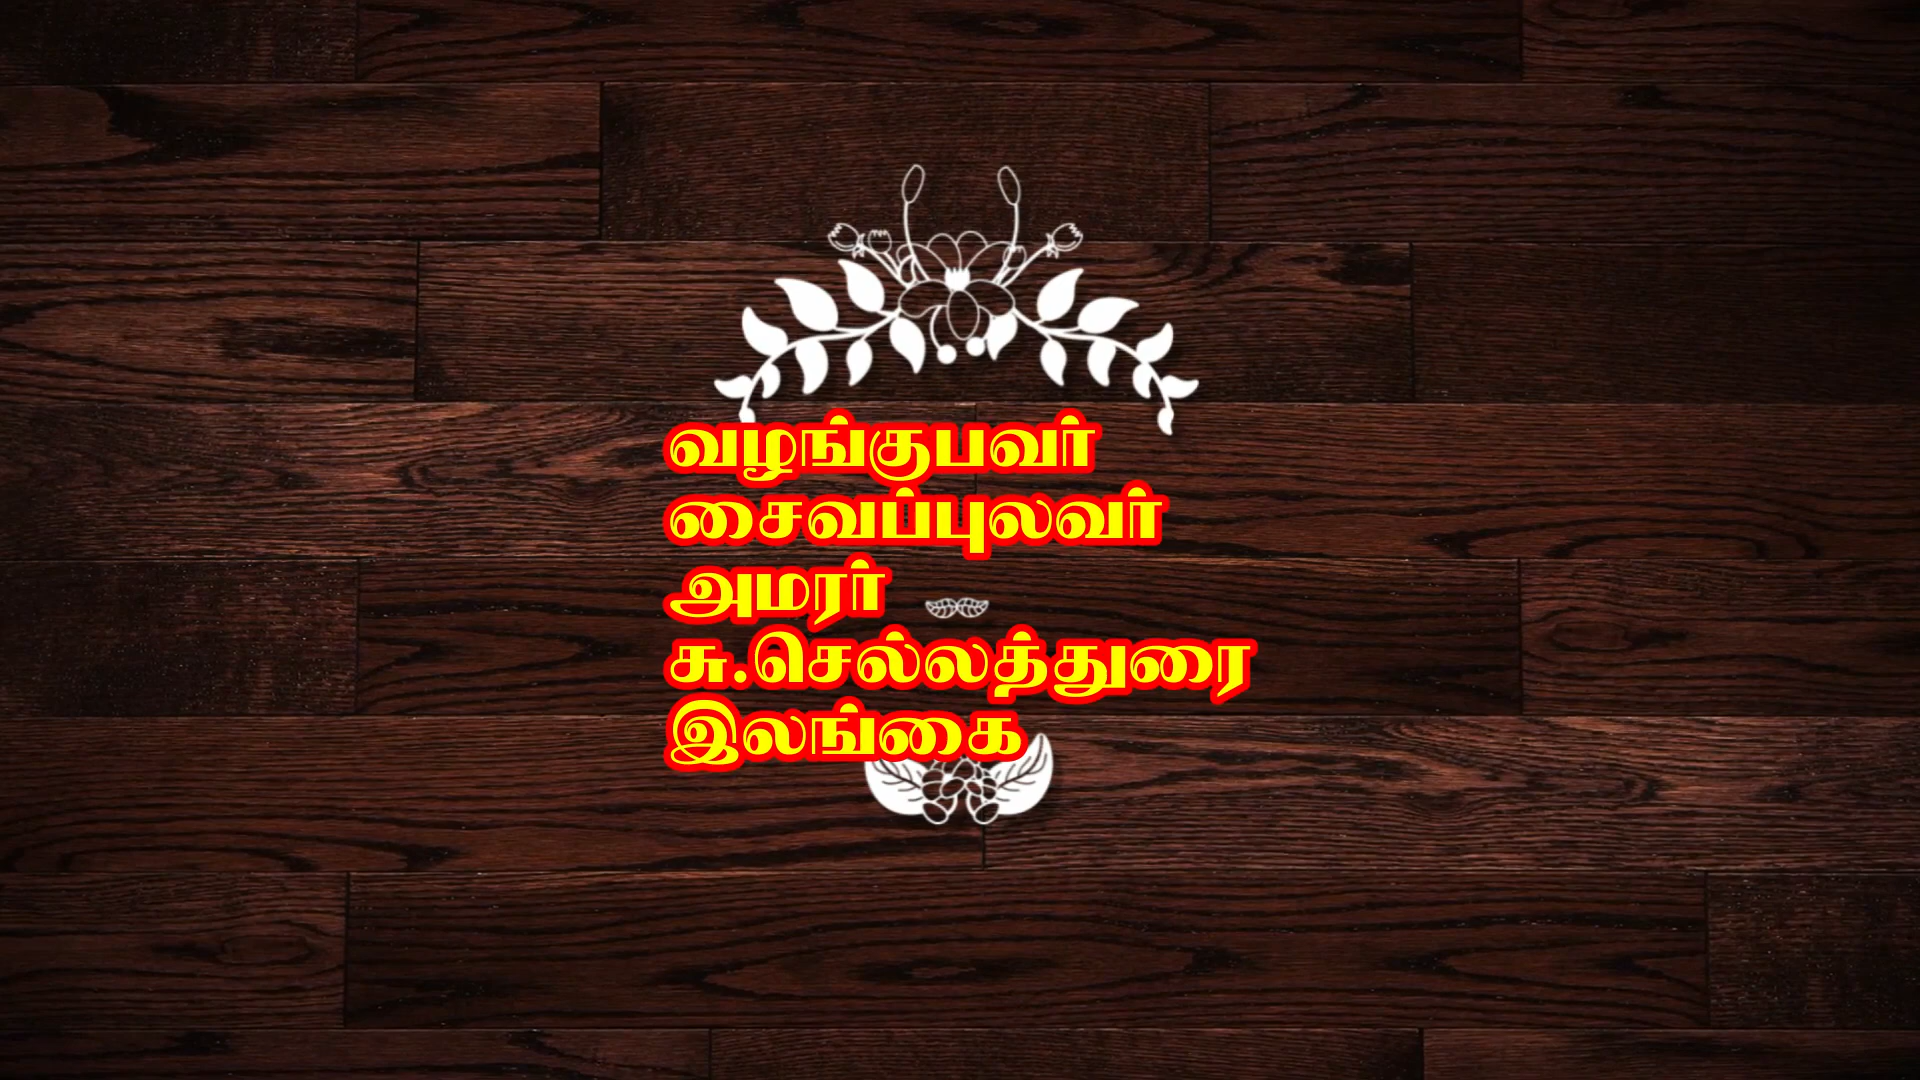 வழங்குபவர்
சைவப்புலவர்
அமரர்
சு.செல்லத்துரை
இலங்கை